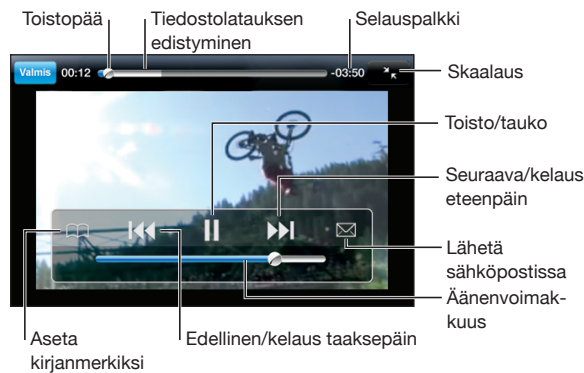 Toistopää
Tiedostolatauksen
edistyminen
Selauspalkki
Valmis 00:12 -03:50
Skaalaus
Toisto/tauko
Seuraava/kelaus
eteenpäin
Lähetä
sähköpostissa
Äänenvoimak-
kuus
Edellinen/kelaus taaksepäin
Aseta
kirjanmerkiksi